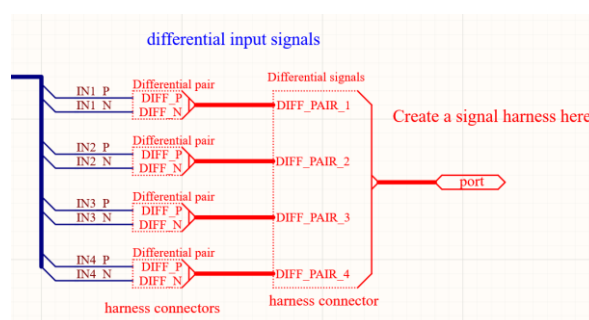 differential input signals
Differential pair
IN1_P
DIFF_P
IN1_N
DIFF_N
Differential signals
DIFF_PAIR_1
Create a signal harness here
Differential pair
IN2_P
DIFF_P
IN2_N
DIFF_N
DIFF_PAIR_2
port
Differential pair
IN3_P
DIFF_P
IN3_N
DIFF_N
DIFF_PAIR_3
Differential pair
IN4_P
DIFF_P
IN4_N
DIFF_N
DIFF_PAIR_4
harness connectors
harness connector